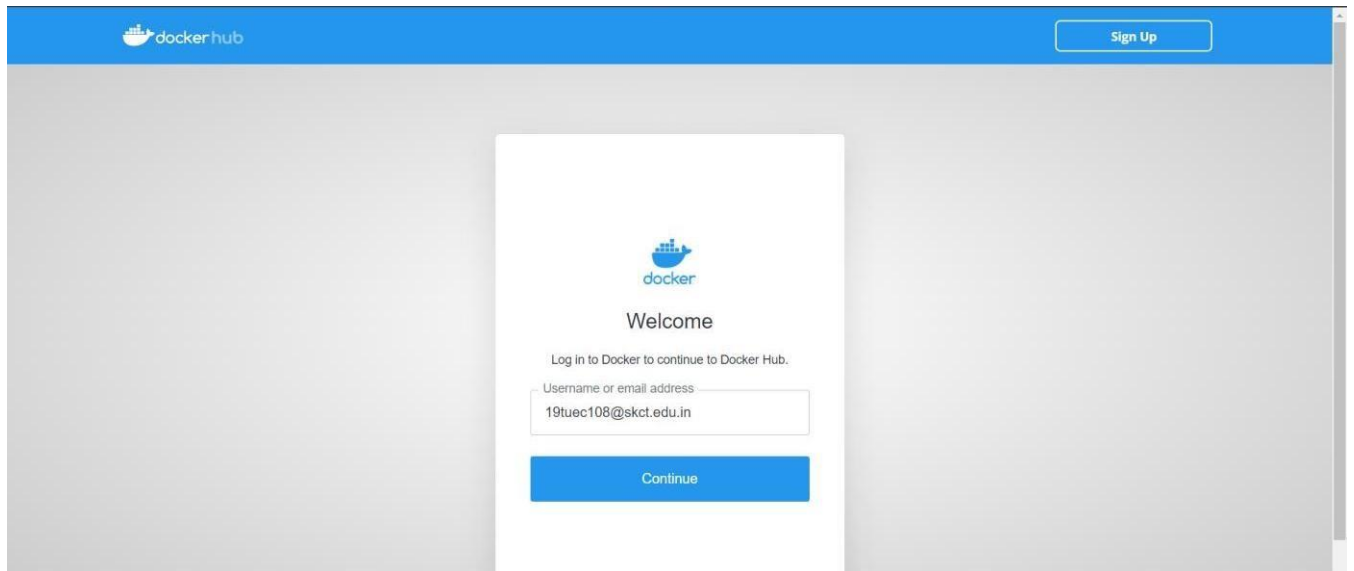 dockerhub
Sign Up
docker
Welcome
Log in to Docker to continue to Docker Hub.
Username or email address
19tuec108@skct.edu.in
Continue